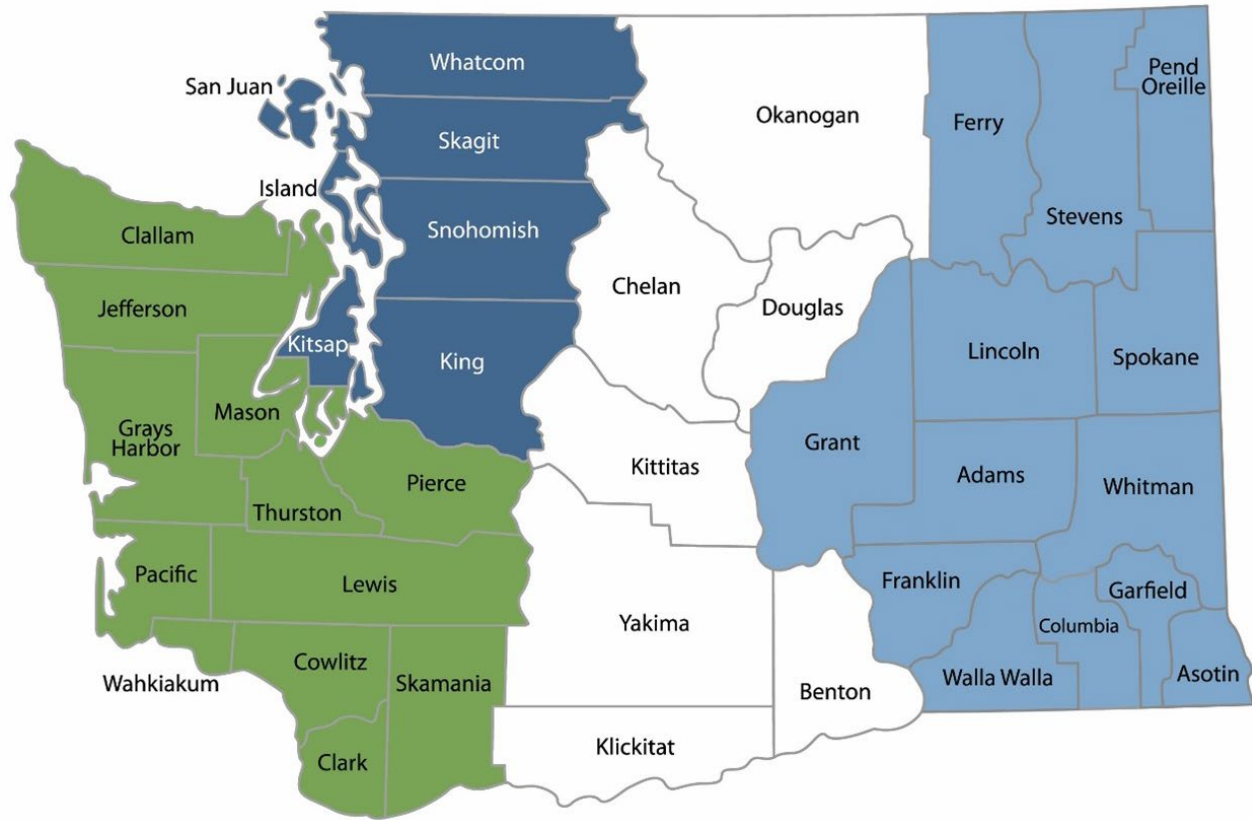 Whatcom
San Juan
Skagit
Island
Snohomish
Clallam
Jefferson
Kitsap
King
Mason
Grays
Harbor
Thurston
Pierce
Pacific
Lewis
Wahkiakum
Cowlitz
Skamania
Clark
Okanogan
Chelan
Douglas
Kittitas
Yakima
Klickitat
Benton
Ferry
Stevens
Pend
Oreille
Lincoln
Spokane
Grant
Adams
Whitman
Franklin
Walla Walla
Columbia
Garfield
Asotin